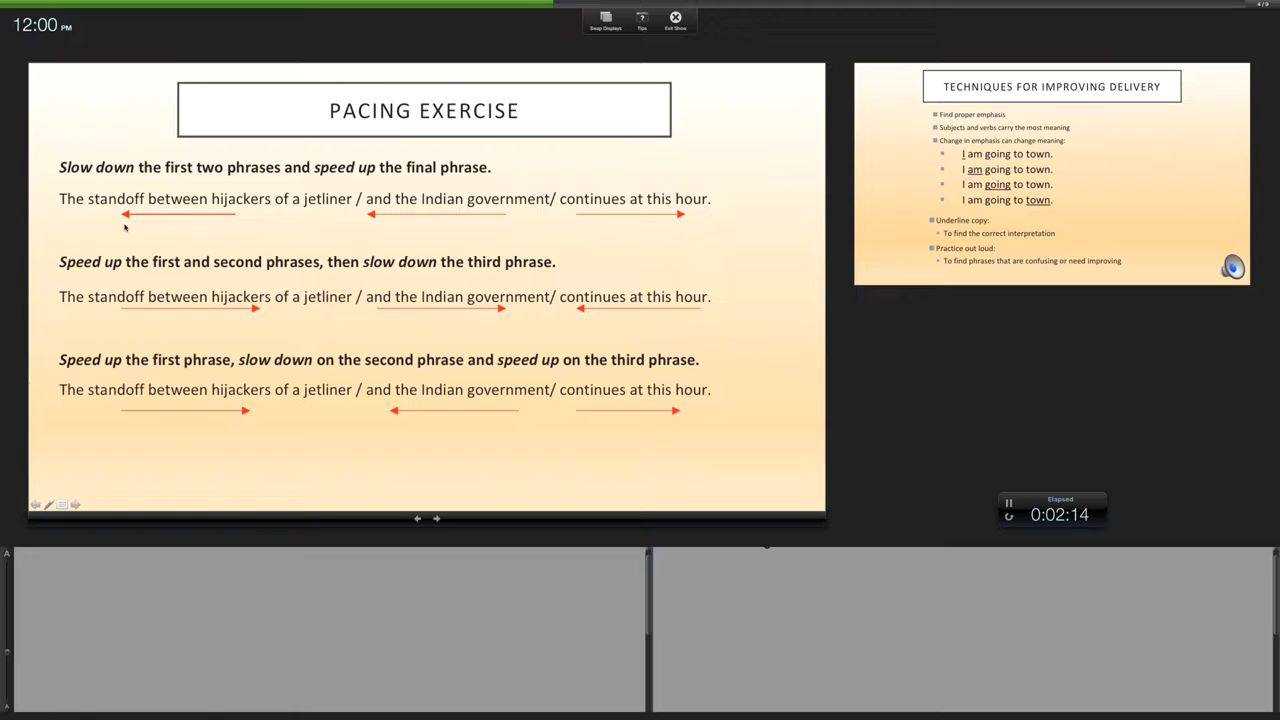 4 / 9
12:00 PM
Swap Displays
Tips
Exit Show
PACING EXERCISE
Slow down the first two phrases and speed up the final phrase.
The standoff between hijackers of a jetliner / and the Indian government/ continues at this hour.
Speed up the first and second phrases, then slow down the third phrase.
The standoff between hijackers of a jetliner / and the Indian government/ continues at this hour.
Speed up the first phrase, slow down on the second phrase and speed up on the third phrase.
The standoff between hijackers of a jetliner / and the Indian government/ continues at this hour.
TECHNIQUES FOR IMPROVING DELIVERY
Find proper emphasis
Subjects and verbs carry the most meaning
Change in emphasis can change meaning:
I am going to town.
I am going to town.
I am going to town.
I am going to town.
Underline copy:
To find the correct interpretation
Practice out loud:
To find phrases that are confusing or need improving
Elapsed
0:02:14
A
A